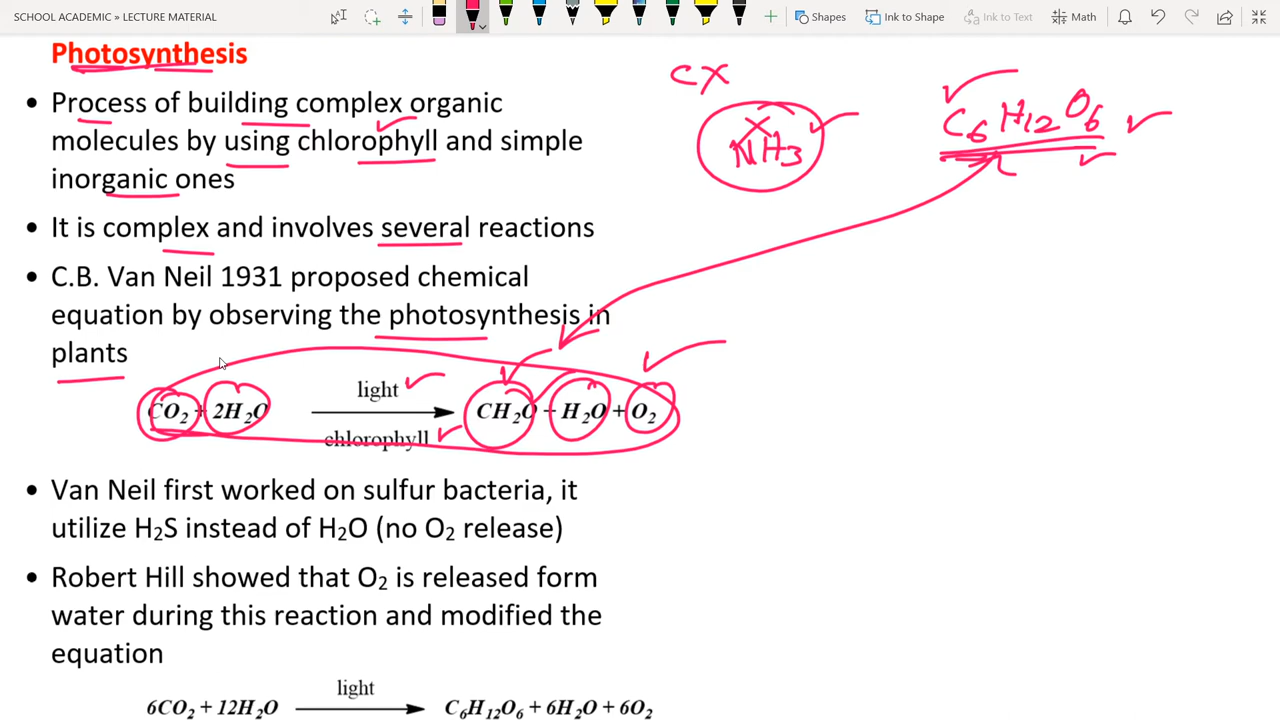 SCHOOL ACADEMIC » LECTURE MATERIAL
Shapes
Ink to Shape
Ink to Text
Math
Photosynthesis
• Process of building complex organic
molecules by using chlorophyll and simple
inorganic ones
• It is complex and involves several reactions
• C.B. Van Neil 1931 proposed chemical
equation by observing the photosynthesis in
plants
CX
X
NH3
C6H12O6
light
CO₂ + 2H₂O → CH₂O + H₂O + O₂
chlorophyll
• Van Neil first worked on sulfur bacteria, it
utilize H₂S instead of H₂O (no O₂ release)
• Robert Hill showed that O₂ is released form
water during this reaction and modified the
equation
light
6CO₂ + 12H₂O → C₆H₁₂O₆ + 6H₂O + 6O₂